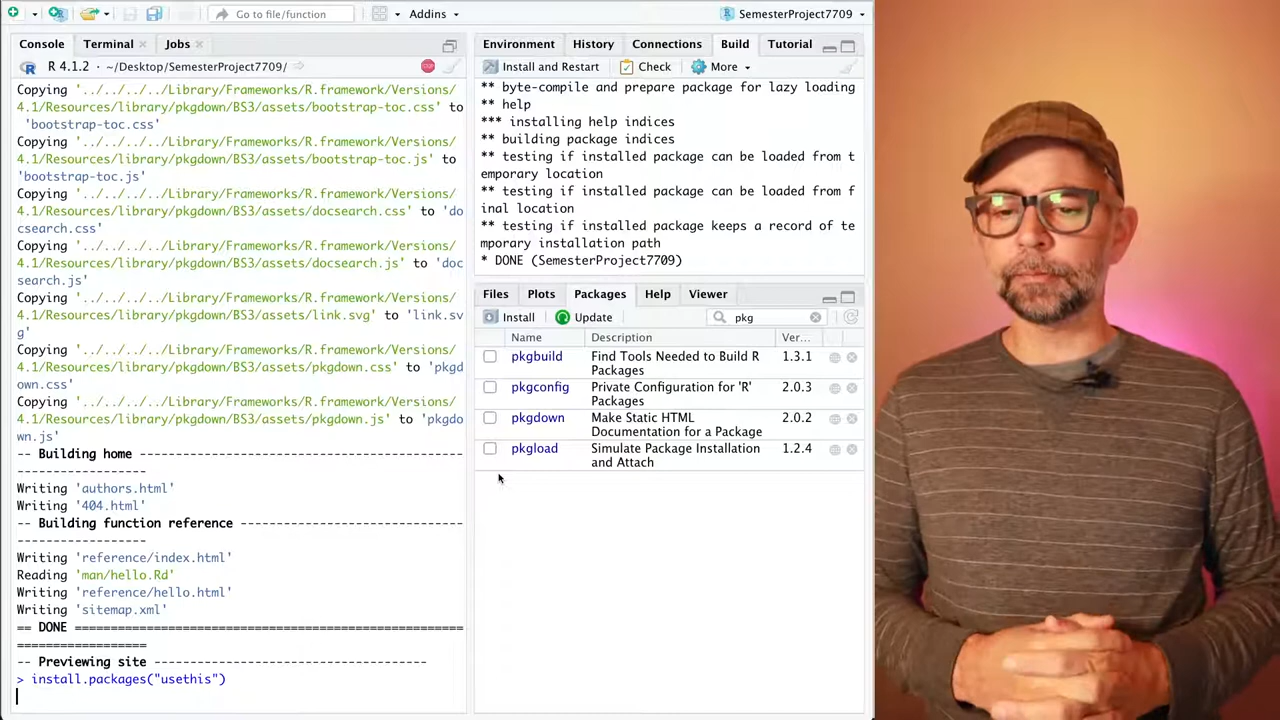 Go to file/function
Addins
SemesterProject7709
Console
Terminal
Jobs
R 4.1.2 · ~/Desktop/SemesterProject7709/
Copying '../../../../Library/Frameworks/R.framework/Versions/
4.1/Resources/library/pkgdown/BS3/assets/bootstrap-toc.css' to
'bootstrap-toc.css'
Copying '../../../../Library/Frameworks/R.framework/Versions/
4.1/Resources/library/pkgdown/BS3/assets/bootstrap-toc.js' to
'bootstrap-toc.js'
Copying '../../../../Library/Frameworks/R.framework/Versions/
4.1/Resources/library/pkgdown/BS3/assets/docsearch.css' to 'do
csearch.css'
Copying '../../../../Library/Frameworks/R.framework/Versions/
4.1/Resources/library/pkgdown/BS3/assets/docsearch.js' to 'doc
search.js'
Copying '../../../../Library/Frameworks/R.framework/Versions/
4.1/Resources/library/pkgdown/BS3/assets/link.svg' to 'link.sv
g'
Copying '../../../../Library/Frameworks/R.framework/Versions/
4.1/Resources/library/pkgdown/BS3/assets/pkgdown.css' to 'pkgd
own.css'
Copying '../../../../Library/Frameworks/R.framework/Versions/
4.1/Resources/library/pkgdown/BS3/assets/pkgdown.js' to 'pkgdo
wn.js'
-- Building home -----------------------------------------
------------------
Writing 'authors.html'
Writing '404.html'
-- Building function reference ----------------------------
------------------
Writing 'reference/index.html'
Reading 'man/hello.Rd'
Writing 'reference/hello.html'
Writing 'sitemap.xml'
== DONE ===================================================
==================
-- Previewing site -------------------------------------
> install.packages("usethis")
Environment
History
Connections
Build
Tutorial
Install and Restart
Check
More
** byte-compile and prepare package for lazy loading
** help
*** installing help indices
** building package indices
** testing if installed package can be loaded from t
emporary location
** testing if installed package can be loaded from f
inal location
** testing if installed package keeps a record of te
mporary installation path
* DONE (SemesterProject7709)
Files
Plots
Packages
Help
Viewer
Install
Update
pkg
Name
Description
Ver...
pkgbuild
Find Tools Needed to Build R
Packages
1.3.1
pkgconfig
Private Configuration for 'R'
Packages
2.0.3
pkgdown
Make Static HTML
Documentation for a Package
2.0.2
pkgload
Simulate Package Installation
and Attach
1.2.4